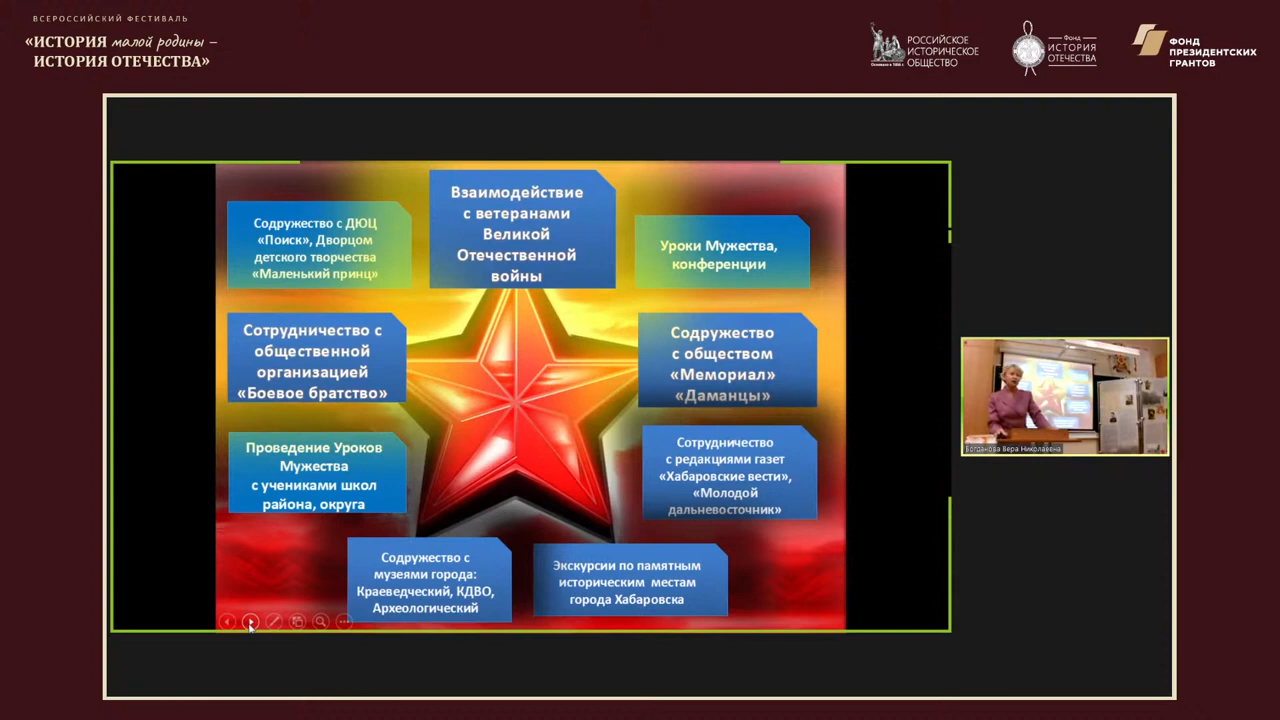 ВСЕРОССИЙСКИЙ ФЕСТИВАЛЬ
«ИСТОРИЯ малой родины –
ИСТОРИЯ ОТЕЧЕСТВА»
РОССИЙСКОЕ
ИСТОРИЧЕСКОЕ
ОБЩЕСТВО
Фонд
ИСТОРИЯ
ОТЕЧЕСТВА
ФОНД
ПРЕЗИДЕНТСКИХ
ГРАНТОВ
Взаимодействие
с ветеранами
Великой
Отечественной
войны
Содружество с ДЮЦ
«Поиск», Дворцом
детского творчества
«Маленький принц»
Уроки Мужества,
конференции
Сотрудничество с
общественной
организацией
«Боевое братство»
Содружество
с обществом
«Мемориал»
«Даманцы»
Проведение Уроков
Мужества
с учениками школ
района, округа
Сотрудничество
с редакциями газет
«Хабаровские вести»,
«Молодой
дальневосточник»
Содружество с
музеями города:
Краеведческий, КДВО,
Археологический
Экскурсии по памятным
историческим местам
города Хабаровска
Богданова Вера Николаевна